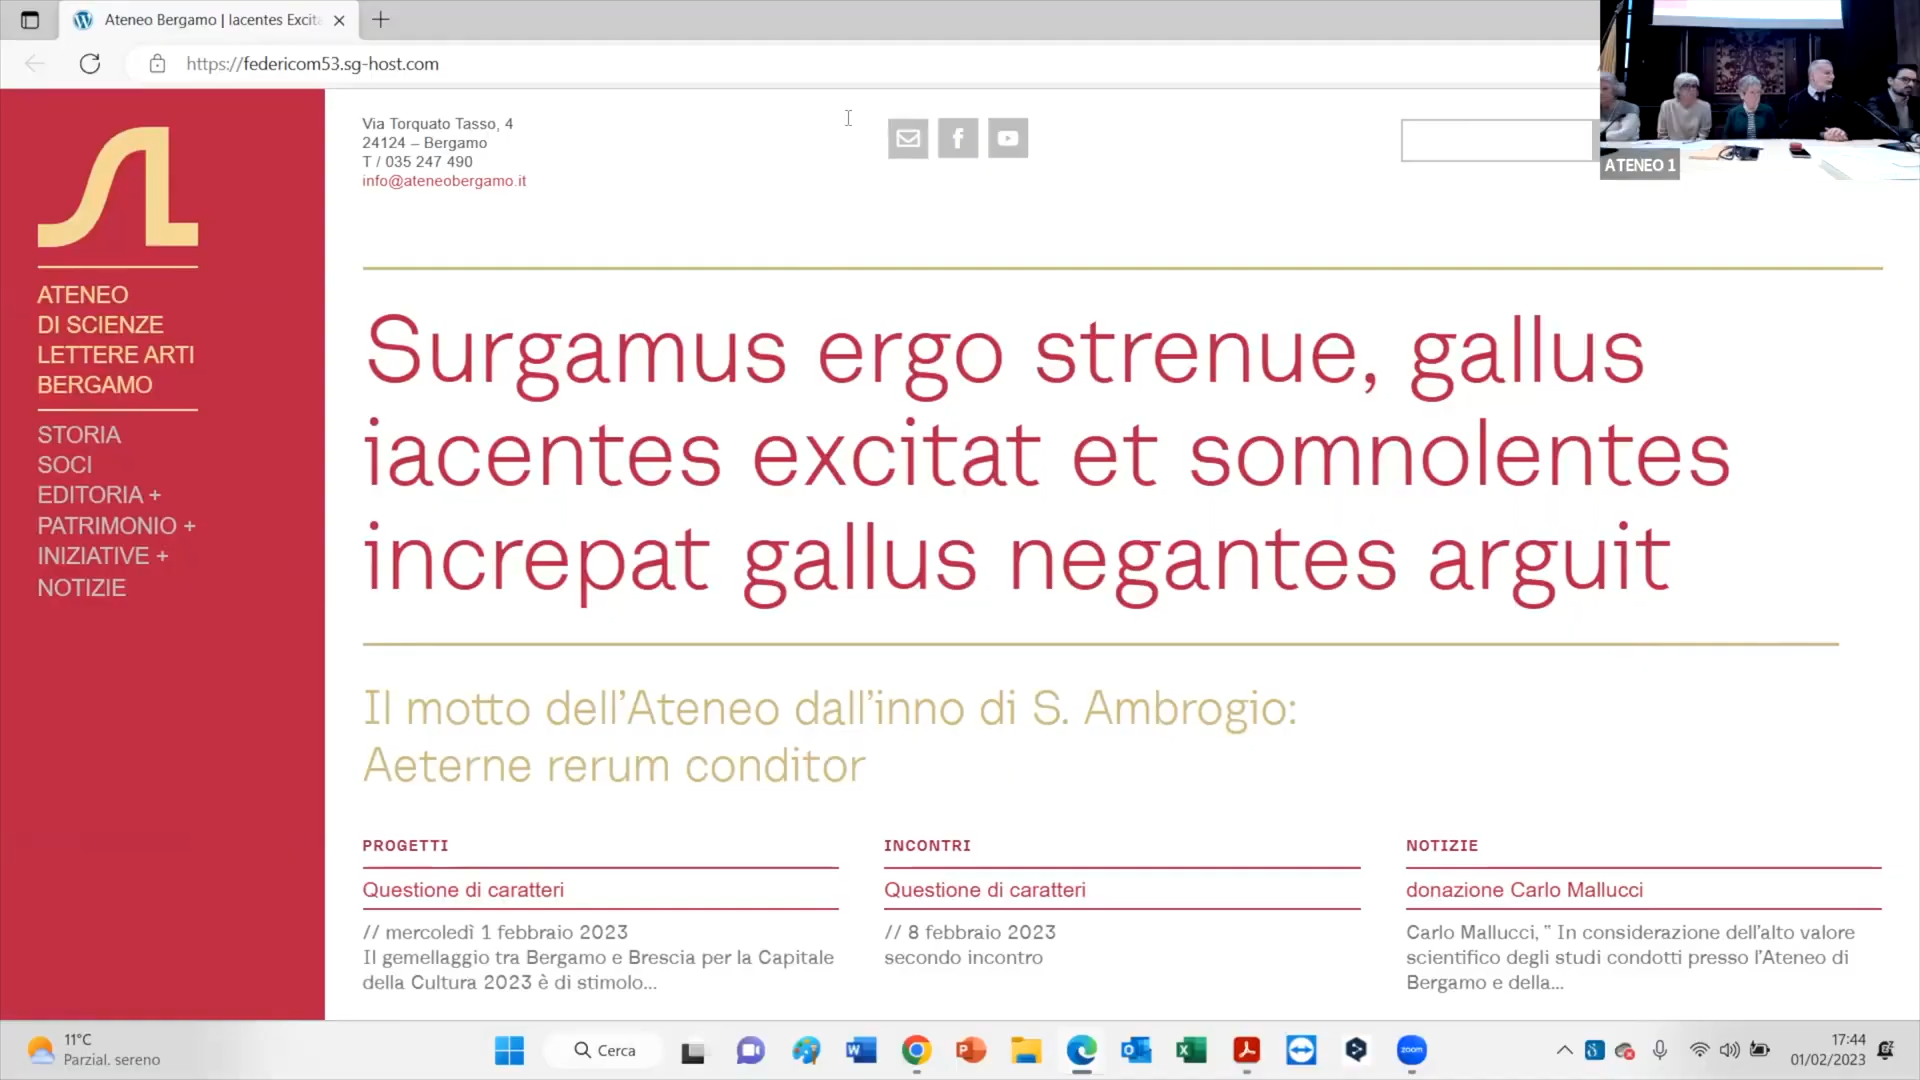 Ateneo Bergamo | Iacentes Excit
https://federicom53.sg-host.com
ATENEO 1
ATENEO
DI SCIENZE
LETTERE ARTI
BERGAMO
STORIA
SOCI
EDITORIA +
PATRIMONIO +
INIZIATIVE +
NOTIZIE
Via Torquato Tasso, 4
24124 – Bergamo
T / 035 247 490
info@ateneobergamo.it
Surgamus ergo strenue, gallus
iacentes excitat et somnolentes
increpat gallus negantes arguit
Il motto dell'Ateneo dall'inno di S. Ambrogio:
Aeterne rerum conditor
PROGETTI
Questione di caratteri
// mercoledì 1 febbraio 2023
Il gemellaggio tra Bergamo e Brescia per la Capitale
della Cultura 2023 è di stimolo...
INCONTRI
Questione di caratteri
// 8 febbraio 2023
secondo incontro
NOTIZIE
donazione Carlo Mallucci
Carlo Mallucci, " In considerazione dell'alto valore
scientifico degli studi condotti presso l'Ateneo di
Bergamo e della...
11°C
Parzial. sereno
Cerca
zoom
17:44
01/02/2023